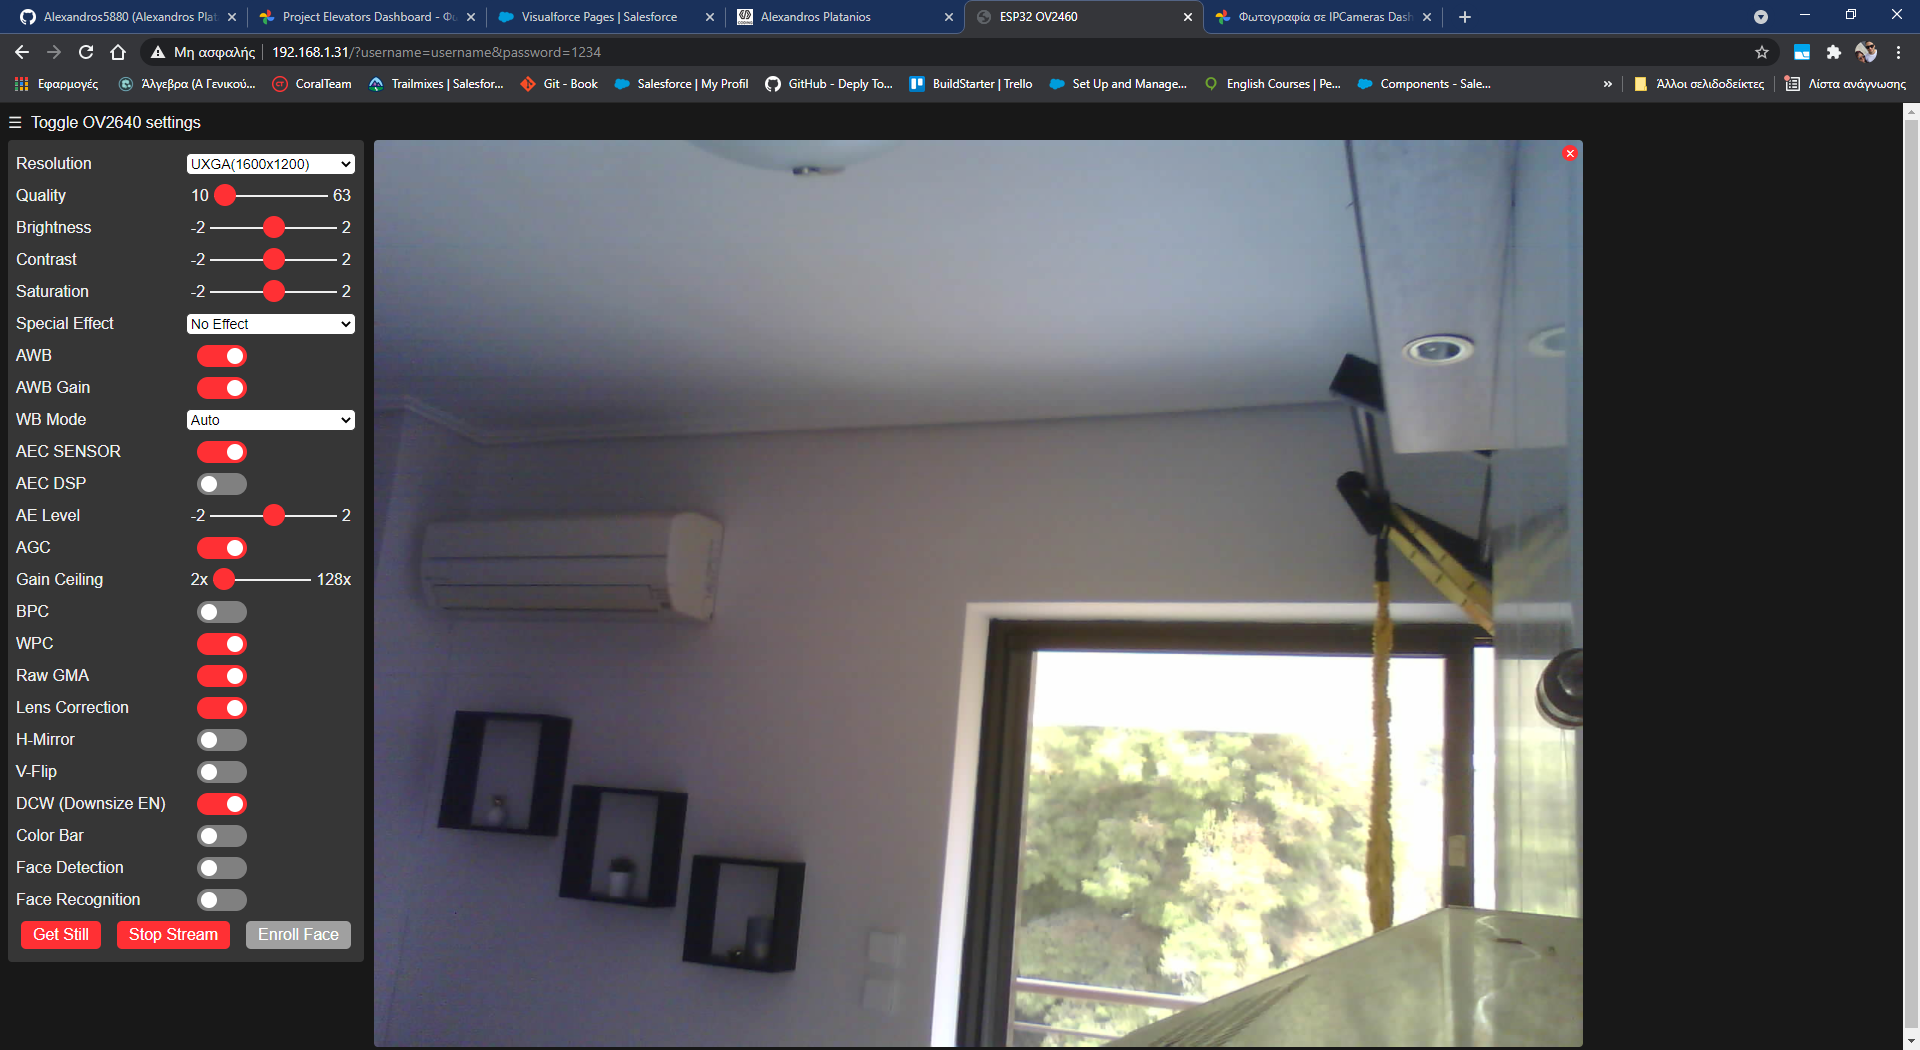 Alexandros5880 (Alexandros Plat
Project Elevators Dashboard - Φω
Visualforce Pages | Salesforce
Alexandros Platanios
ESP32 OV2460
Φωτογραφία σε IPCameras Dash
Μη ασφαλής
192.168.1.31/?username=username&password=1234
Εφαρμογές
Άλγεβρα (Α Γενικού...
CoralTeam
Trailmixes | Salesfor...
Git - Book
Salesforce | My Profil
GitHub - Deply To...
BuildStarter | Trello
Set Up and Manage...
English Courses | Pe...
Components - Sale...
»
Άλλοι σελιδοδείκτες
Λίστα ανάγνωσης
☰ Toggle OV2640 settings
Resolution UXGA(1600x1200)
Quality 10 63
Brightness -2 2
Contrast -2 2
Saturation -2 2
Special Effect No Effect
AWB
AWB Gain
WB Mode Auto
AEC SENSOR
AEC DSP
AE Level -2 2
AGC
Gain Ceiling 2x 128x
BPC
WPC
Raw GMA
Lens Correction
H-Mirror
V-Flip
DCW (Downsize EN)
Color Bar
Face Detection
Face Recognition
Get Still Stop Stream Enroll Face